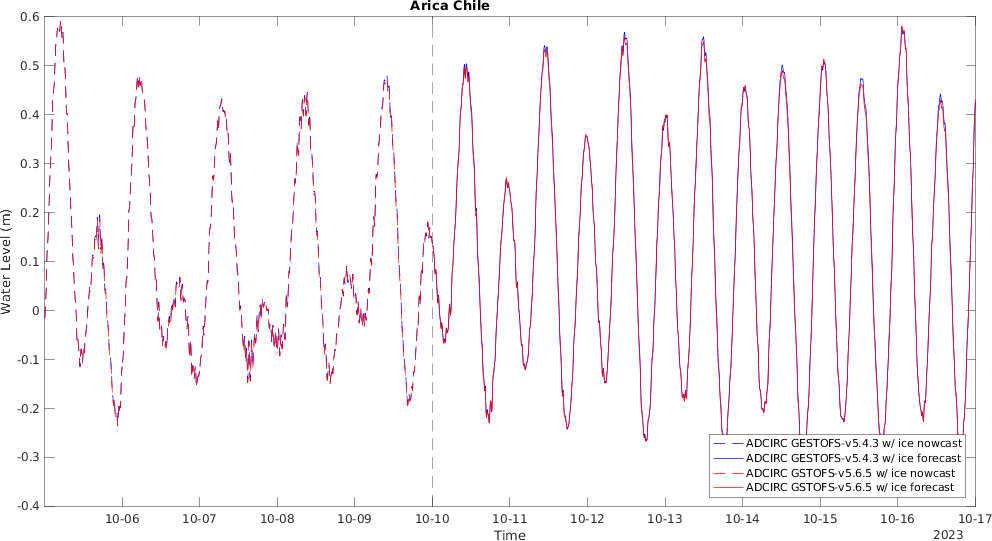 Arica Chile
0.6
0.5
0.4
0.3
0.2
0.1
0
-0.1
-0.2
-0.3
-0.4
Water Level (m)
ADCIRC GESTOFS-v5.4.3 w/ ice nowcast
ADCIRC GESTOFS-v5.4.3 w/ ice forecast
ADCIRC GSTOFS-v5.6.5 w/ ice nowcast
ADCIRC GSTOFS-v5.6.5 w/ ice forecast
10-06 10-07 10-08 10-09 10-10 10-11 10-12 10-13 10-14 10-15 10-16 10-17
Time
2023